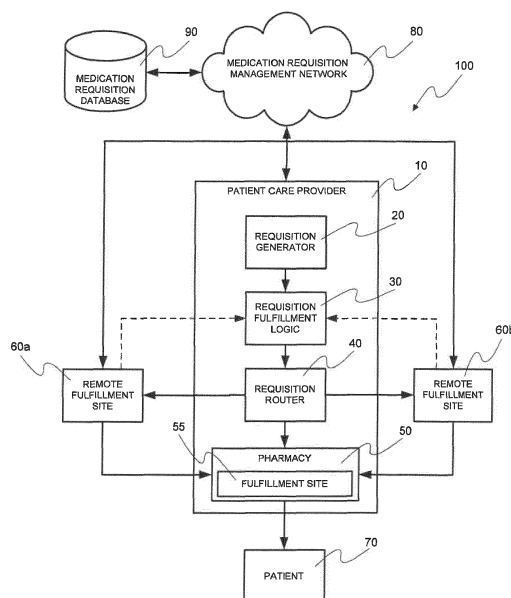 90
80
MEDICATION
REQUISITION
DATABASE
MEDICATION REQUISITION
MANAGEMENT NETWORK
100
10
PATIENT CARE PROVIDER
20
REQUISITION
GENERATOR
30
REQUISITION
FULFILLMENT
LOGIC
60a
40
60b
REMOTE
FULFILLMENT
SITE
REQUISITION
ROUTER
REMOTE
FULFILLMENT
SITE
55
PHARMACY
50
FULFILLMENT SITE
70
PATIENT